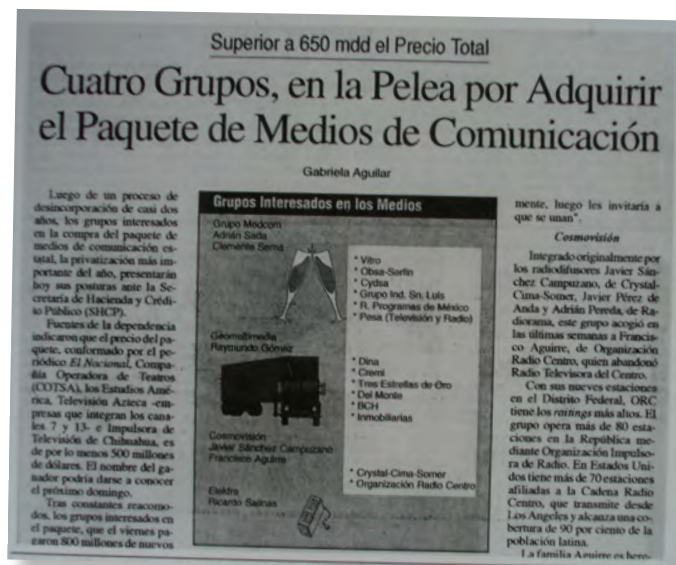 Superior a 650 mdd el Precio Total
Cuatro Grupos, en la Pelea por Adquirir
el Paquete de Medios de Comunicación
Gabriela Aguilar
Luego de un proceso de
desincorporación de casi dos
años, los grupos interesados
en la compra del paquete de
medios de comunicación es-
tatal, la privatización más im-
portante del año, presentarán
hoy sus posturas ante la Se-
cretaría de Hacienda y Crédi-
to Público (SHCP).
Fuentes de la dependencia
indicaron que el precio del pa-
quete, conformado por el pe-
riódico El Nacional, Compa-
ñía Operadora de Teatros
(COTSA), los Estudios Amé-
rica, Televisión Azteca -em-
presas que integran los cana-
les 7 y 13- e Impulsora de
Televisión de Chihuahua, es
de por lo menos 500 millones
de dólares. El nombre del ga-
nador podría darse a conocer
el próximo domingo.
Tras constantes reacomo-
dos, los grupos interesados en
el paquete, que el viernes pa-
garon 800 millones de nuevos
Grupos Interesados en los Medios
Grupo Medcom
Adrián Sada
Clemente Serna
* Vitro
* Obsa-Serfin
* Cydsa
* Grupo Ind. Sn. Luis
* R. Programas de México
* Pesa (Televisión y Radio)
Geomultimedia
Raymundo Gómez
* Dina
* Cremi
* Tres Estrellas de Oro
* Del Monte
* BCH
* Inmobiliarias
Cosmovisión
Javier Sánchez Campuzano
Francisco Aguirre
* Crystal-Cima-Somer
* Organización Radio Centro
Elektra
Ricardo Salinas
mente, luego les invitaría a
que se unan".
Cosmovisión
Integrado originalmente por
los radiodifusores Javier Sán-
chez Campuzano, de Crystal-
Cima-Somer, Javier Pérez de
Anda y Adrián Pereda, de Ra-
diorama, este grupo acogió en
las últimas semanas a Francis-
co Aguirre, de Organización
Radio Centro, quien abandonó
Radio Televisora del Centro.
Con sus nueve estaciones
en el Distrito Federal, ORC
tiene los raitings más altos. El
grupo opera más de 80 esta-
ciones en la República me-
diante Organización Impulso-
ra de Radio. En Estados Uni-
dos tiene más de 70 estaciones
afiliadas a la Cadena Radio
Centro, que transmite desde
Los Angeles y alcanza una co-
bertura de 90 por ciento de la
población latina.
La familia Aguirre es here-